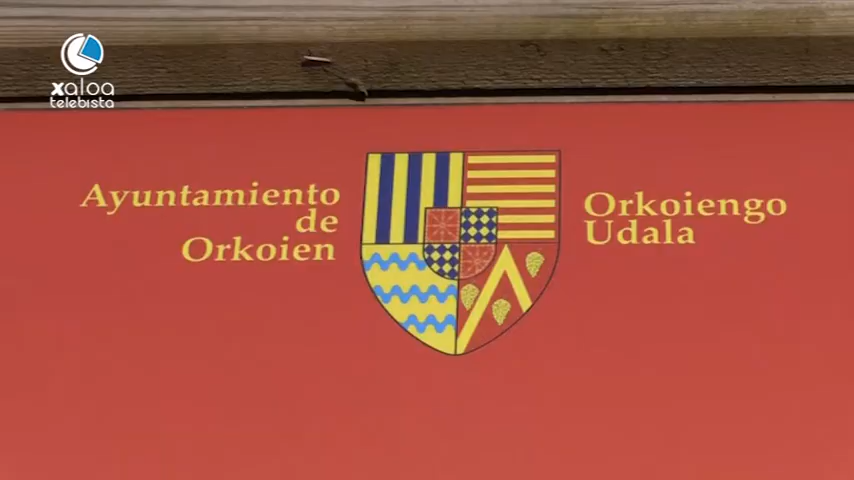 xaloa
telebista
Ayuntamiento
de
Orkoien
Orkoiengo
Udala